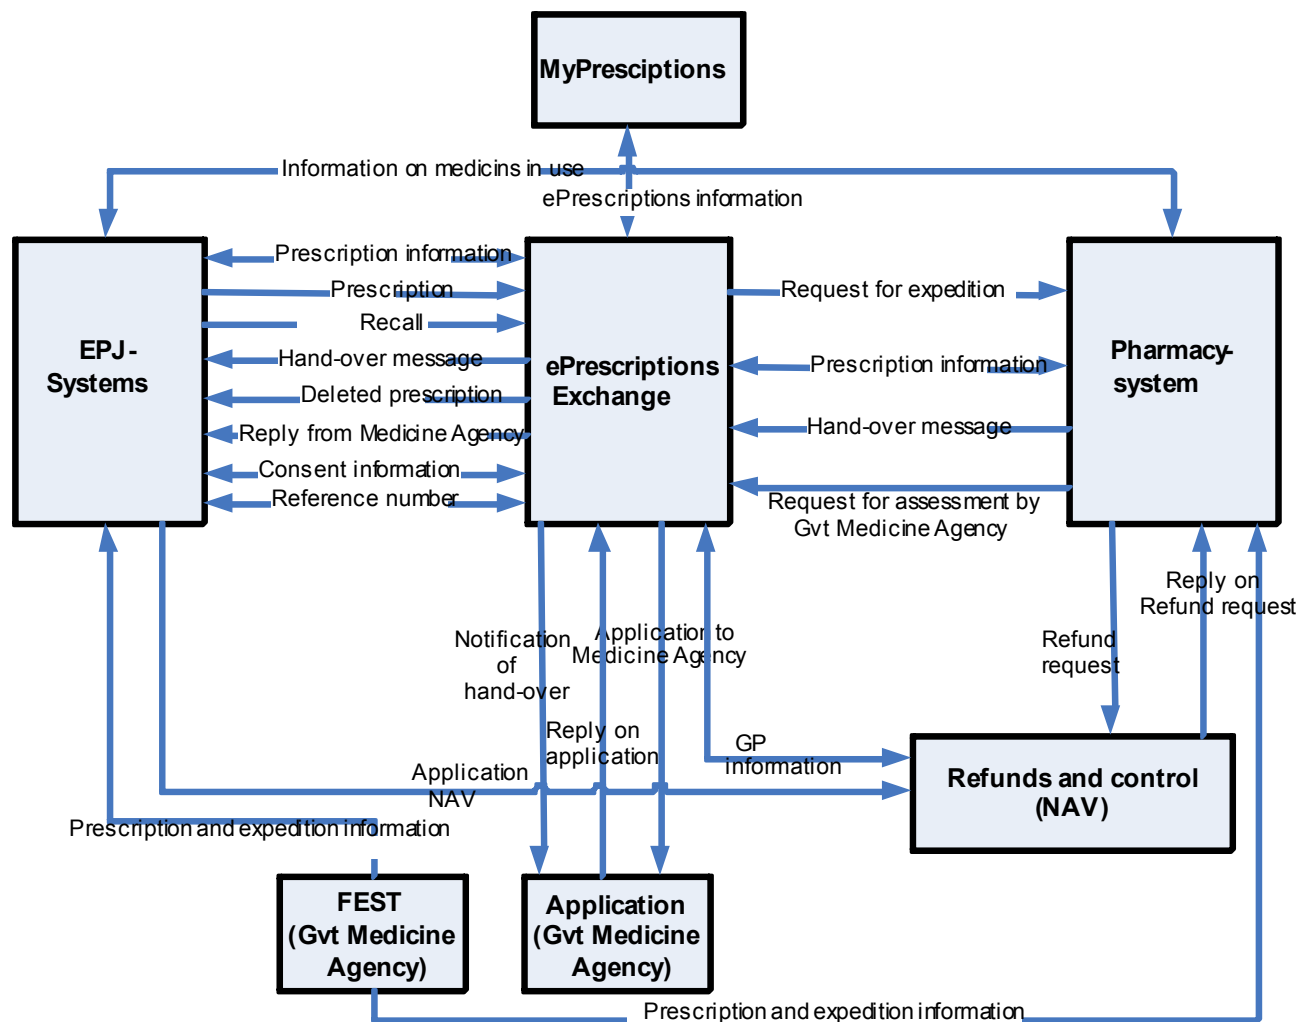 MyPresciptions
Information on medicins in use
ePrescriptions information
Prescription information
Prescription
Recall
Hand-over message
Deleted prescription
Reply from Medicine Agency
Consent information
Reference number
EPJ-
Systems
ePrescriptions
Exchange
Request for expedition
Prescription information
Hand-over message
Request for assessment by
Gvt Medicine Agency
Pharmacy-
system
Reply on
Refund request
Refund
request
Notification
of
hand-over
Application to
Medicine Agency
Reply on
application
GP
information
Application
NAV
Refunds and control
(NAV)
Prescription and expedition information
FEST
(Gvt Medicine
Agency)
Application
(Gvt Medicine
Agency)
Prescription and expedition information